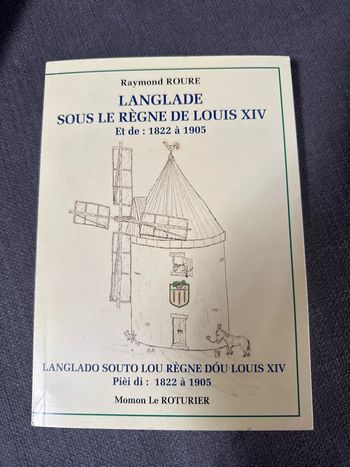 Raymond ROURE
LANGLADE
SOUS LE RÈGNE DE LOUIS XIV
Et de : 1822 à 1905
LANGLADO SOUTO LOU RÈGNE DÓU LOUIS XIV
Pièi di : 1822 à 1905
Momon Le ROTURIER